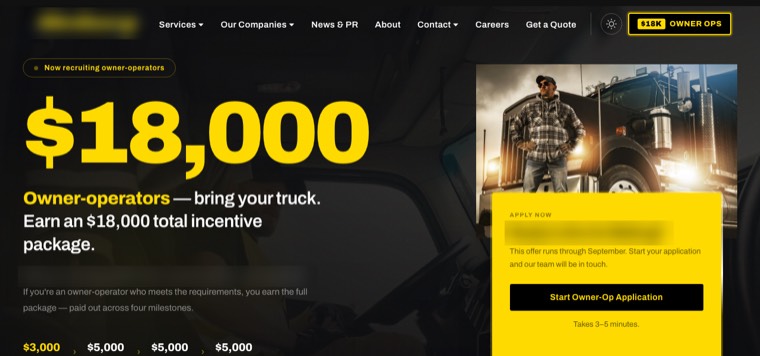 Services
Our Companies
News & PR
About
Contact
Careers
Get a Quote
$18K OWNER OPS
Now recruiting owner-operators
$18,000
Owner-operators — bring your truck.
Earn an $18,000 total incentive
package.
If you're an owner-operator who meets the requirements, you earn the full
package — paid out across four milestones.
$3,000
$5,000
$5,000
$5,000
APPLY NOW
This offer runs through September. Start your application
and our team will be in touch.
Start Owner-Op Application
Takes 3–5 minutes.